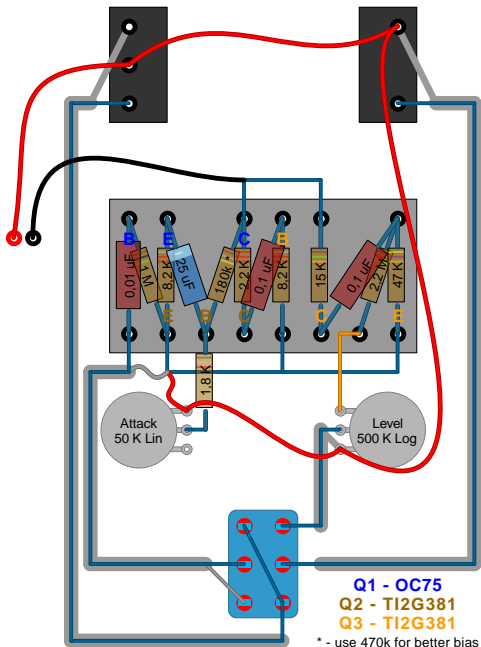 B E C B
0,01 uF 1 M 8,2 K 25 uF 180k * 2,2 K 0,1 uF 8,2 K 15 K 0,1 uF 2,2 M 47 K
E B C C E
1,8 K
Attack
50 K Lin
Level
500 K Log
Q1 - OC75
Q2 - TI2G381
Q3 - TI2G381
* - use 470k for better bias